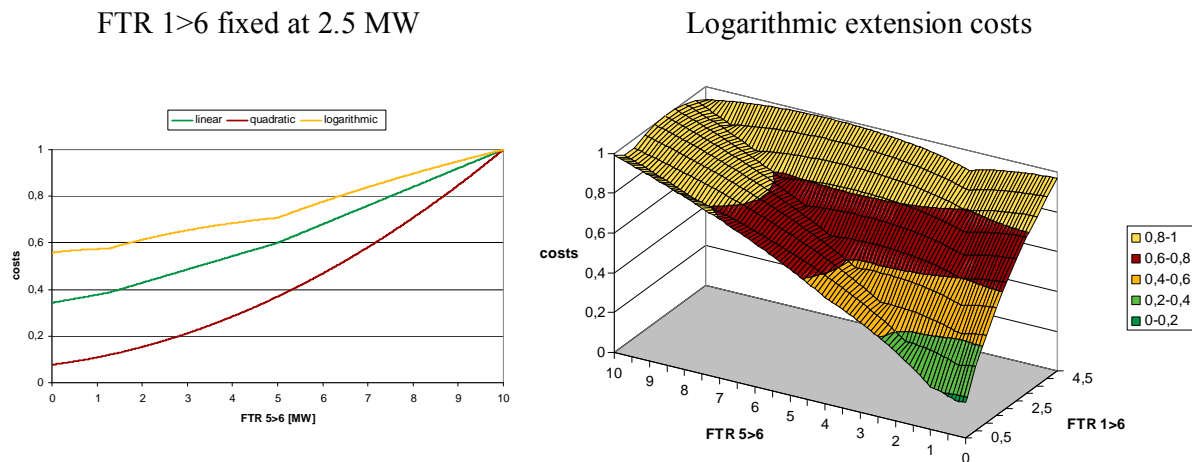 FTR 1>6 fixed at 2.5 MW
Logarithmic extension costs
linear quadratic logarithmic
1
0,8
0,6
0,4
0,2
0
costs
0 1 2 3 4 5 6 7 8 9 10
FTR 5>6 [MW]
1
0,8
0,6
0,4
0,2
0
costs
10 9 8 7 6 5 4 3 2 1 0
FTR 5>6
0,5
2,5
4,5
FTR 1>6
0,8-1
0,6-0,8
0,4-0,6
0,2-0,4
0-0,2